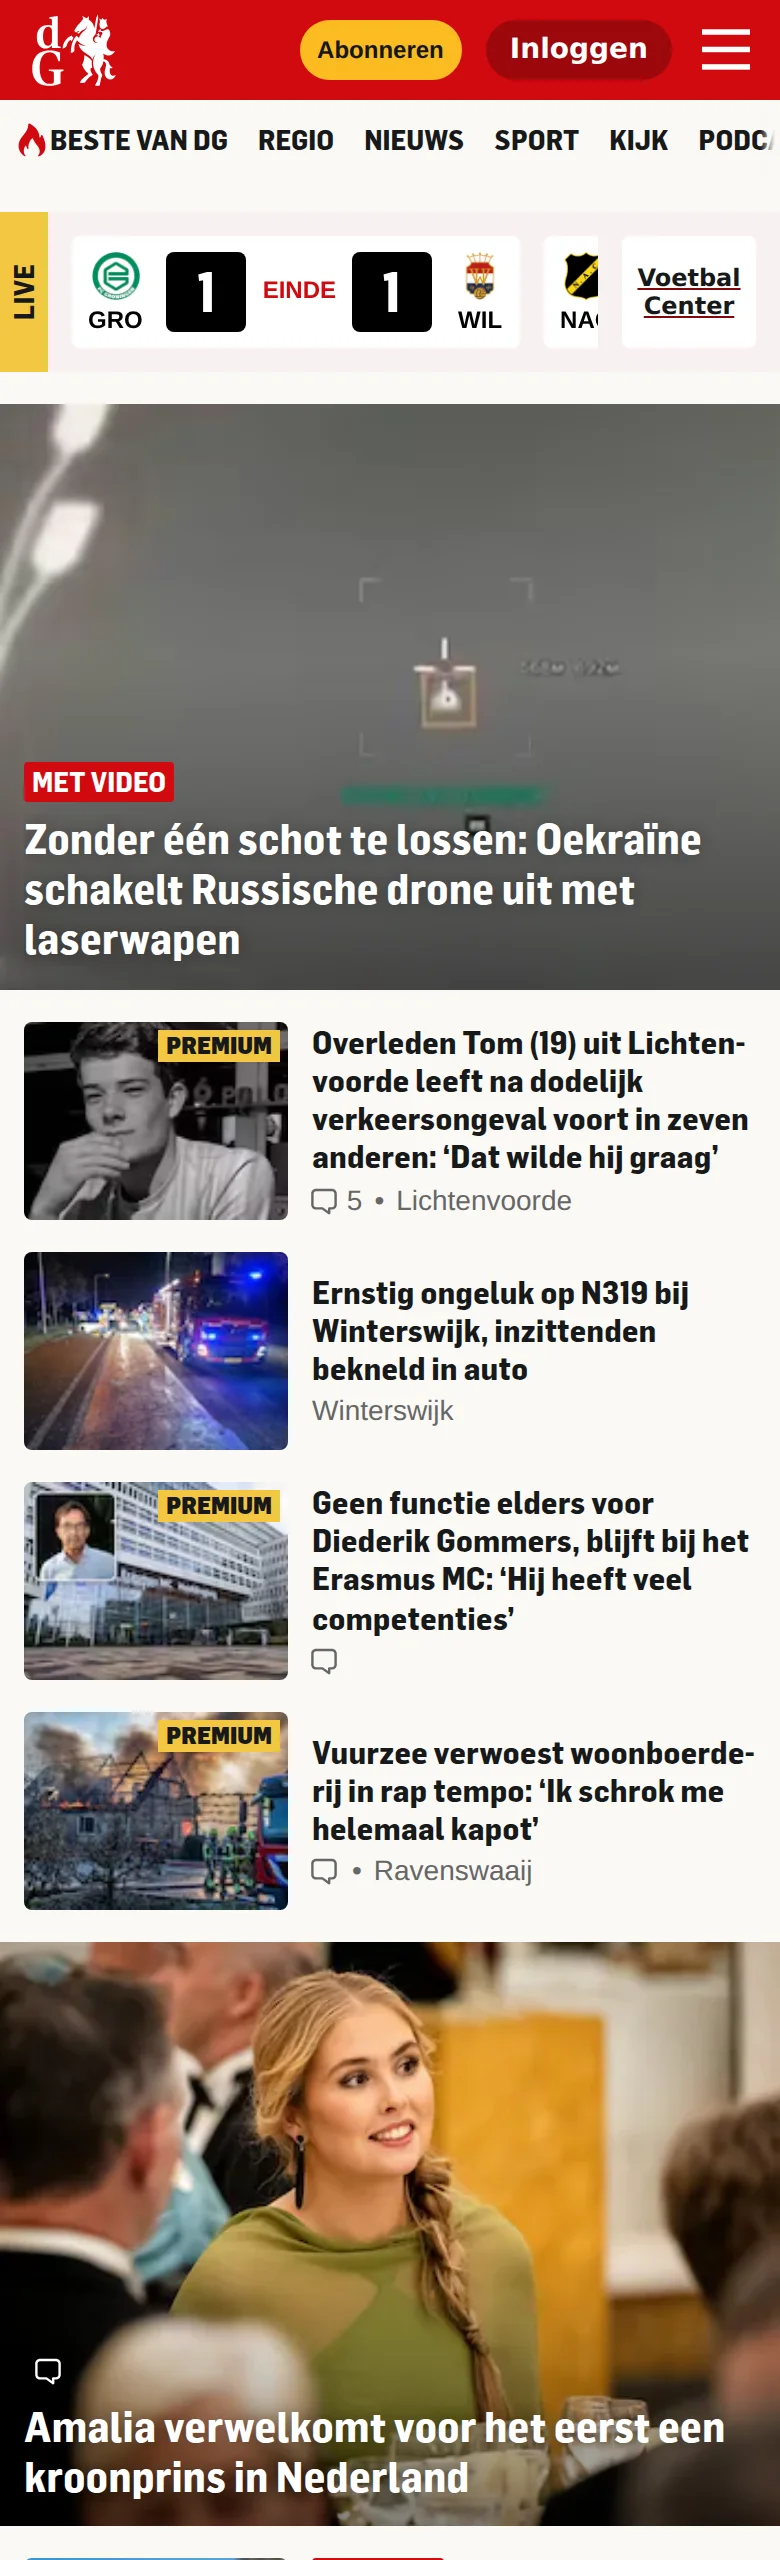 dG
Abonneren
Inloggen
BESTE VAN DG REGIO NIEUWS SPORT KIJK PODCA
LIVE
GRO
1
EINDE
1
WIL
NAC
Voetbal
Center
MET VIDEO
Zonder één schot te lossen: Oekraïne
schakelt Russische drone uit met
laserwapen
PREMIUM
Overleden Tom (19) uit Lichten-
voorde leeft na dodelijk
verkeersongeval voort in zeven
anderen: ‘Dat wilde hij graag’
5 • Lichtenvoorde
Ernstig ongeluk op N319 bij
Winterswijk, inzittenden
bekneld in auto
Winterswijk
PREMIUM
Geen functie elders voor
Diederik Gommers, blijft bij het
Erasmus MC: ‘Hij heeft veel
competenties’
PREMIUM
Vuurzee verwoest woonboerde-
rij in rap tempo: ‘Ik schrok me
helemaal kapot’
• Ravenswaaij
Amalia verwelkomt voor het eerst een
kroonprins in Nederland